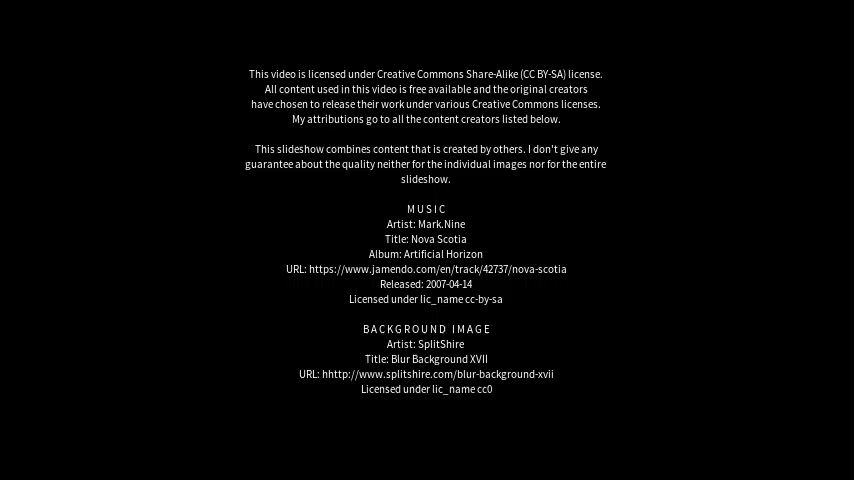 This video is licensed under Creative Commons Share-Alike (CC BY-SA) license.
All content used in this video is free available and the original creators
have chosen to release their work under various Creative Commons licenses.
My attributions go to all the content creators listed below.
This slideshow combines content that is created by others. I don't give any
guarantee about the quality neither for the individual images nor for the entire
slideshow.
MUSIC
Artist: Mark.Nine
Title: Nova Scotia
Album: Artificial Horizon
URL: https://www.jamendo.com/en/track/42737/nova-scotia
Released: 2007-04-14
Licensed under lic_name cc-by-sa
BACKGROUND IMAGE
Artist: SplitShire
Title: Blur Background XVII
URL: hhttp://www.splitshire.com/blur-background-xvii
Licensed under lic_name cc0